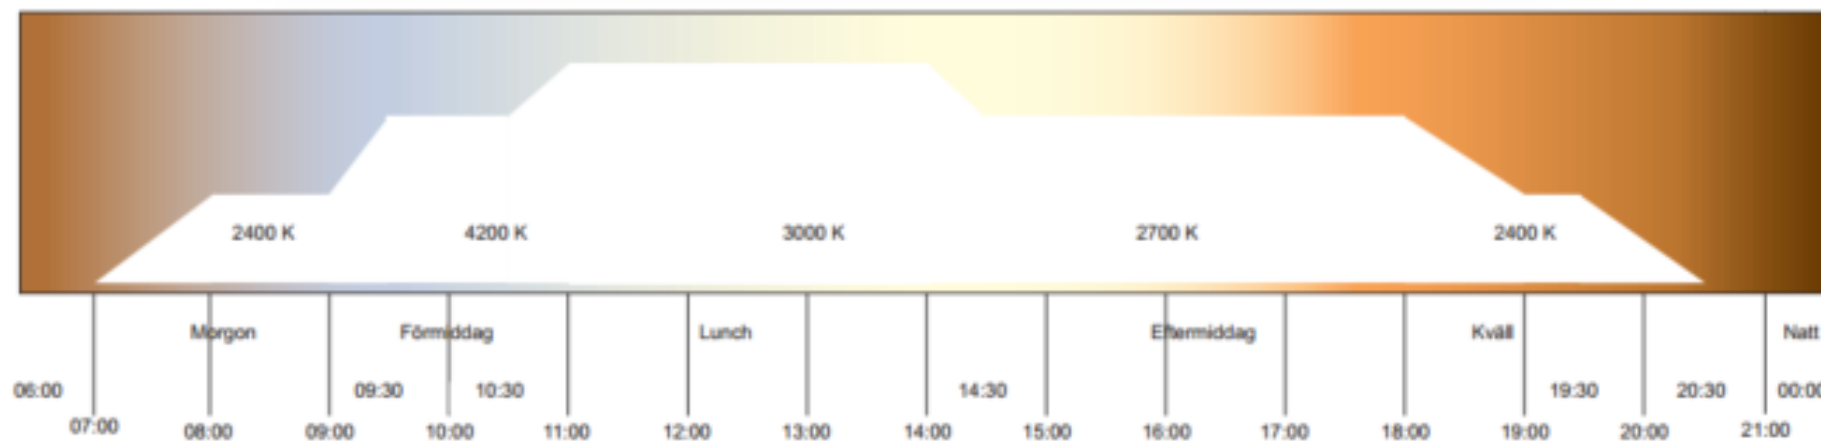 2400 K 4200 K 3000 K 2700 K 2400 K
Morgon Förmiddag Lunch Eftermiddag Kväll Natt
06:00 09:30 10:30 14:30 19:30 20:30 00:00
07:00 08:00 09:00 10:00 11:00 12:00 13:00 14:00 15:00 16:00 17:00 18:00 19:00 20:00 21:00